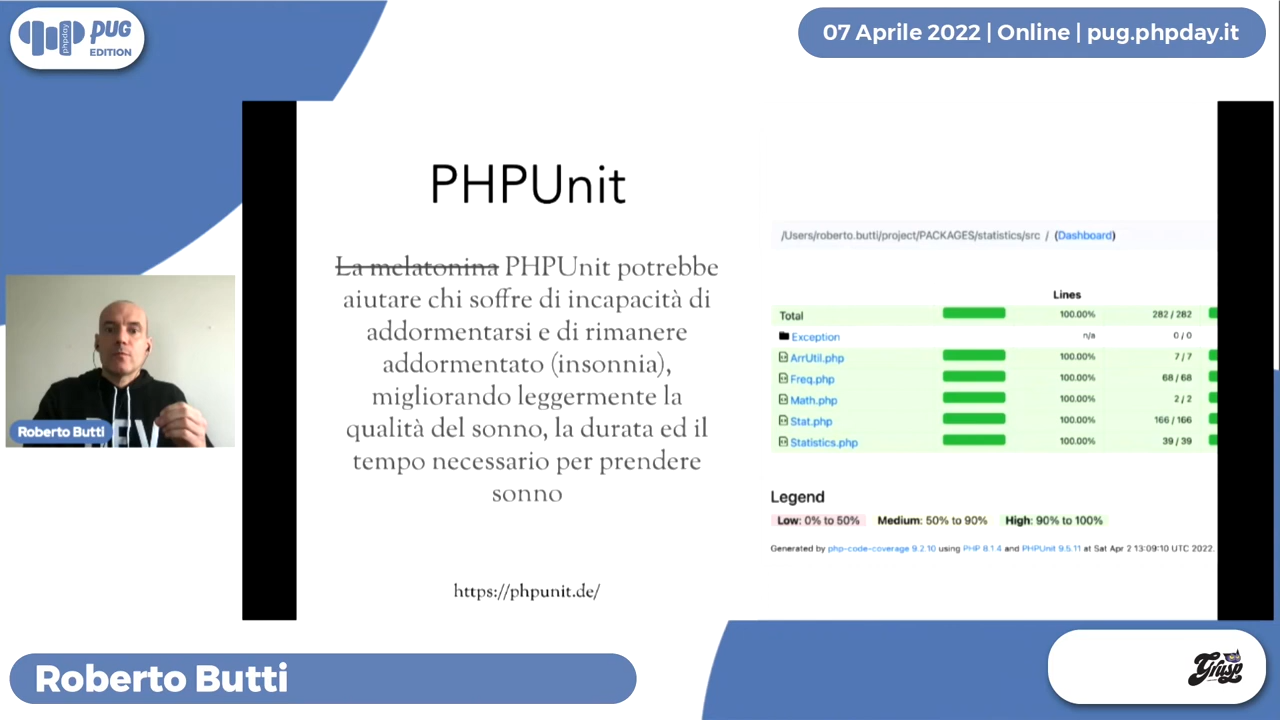 phpday
PUG
EDITION
07 Aprile 2022 | Online | pug.phpday.it
PHPUnit
La melatonina PHPUnit potrebbe
aiutare chi soffre di incapacità di
addormentarsi e di rimanere
addormentato (insonnia),
migliorando leggermente la
qualità del sonno, la durata ed il
tempo necessario per prendere
sonno
https://phpunit.de/
/Users/roberto.butti/project/PACKAGES/statistics/src / (Dashboard)
Lines
Total 100.00% 282 / 282
Exception n/a 0 / 0
ArrUtil.php 100.00% 7 / 7
Freq.php 100.00% 68 / 68
Math.php 100.00% 2 / 2
Stat.php 100.00% 166 / 166
Statistics.php 100.00% 39 / 39
Legend
Low: 0% to 50% Medium: 50% to 90% High: 90% to 100%
Generated by php-code-coverage 9.2.10 using PHP 8.1.4 and PHPUnit 9.5.11 at Sat Apr 2 13:09:10 UTC 2022.
Roberto Butti
Roberto Butti
Grusp